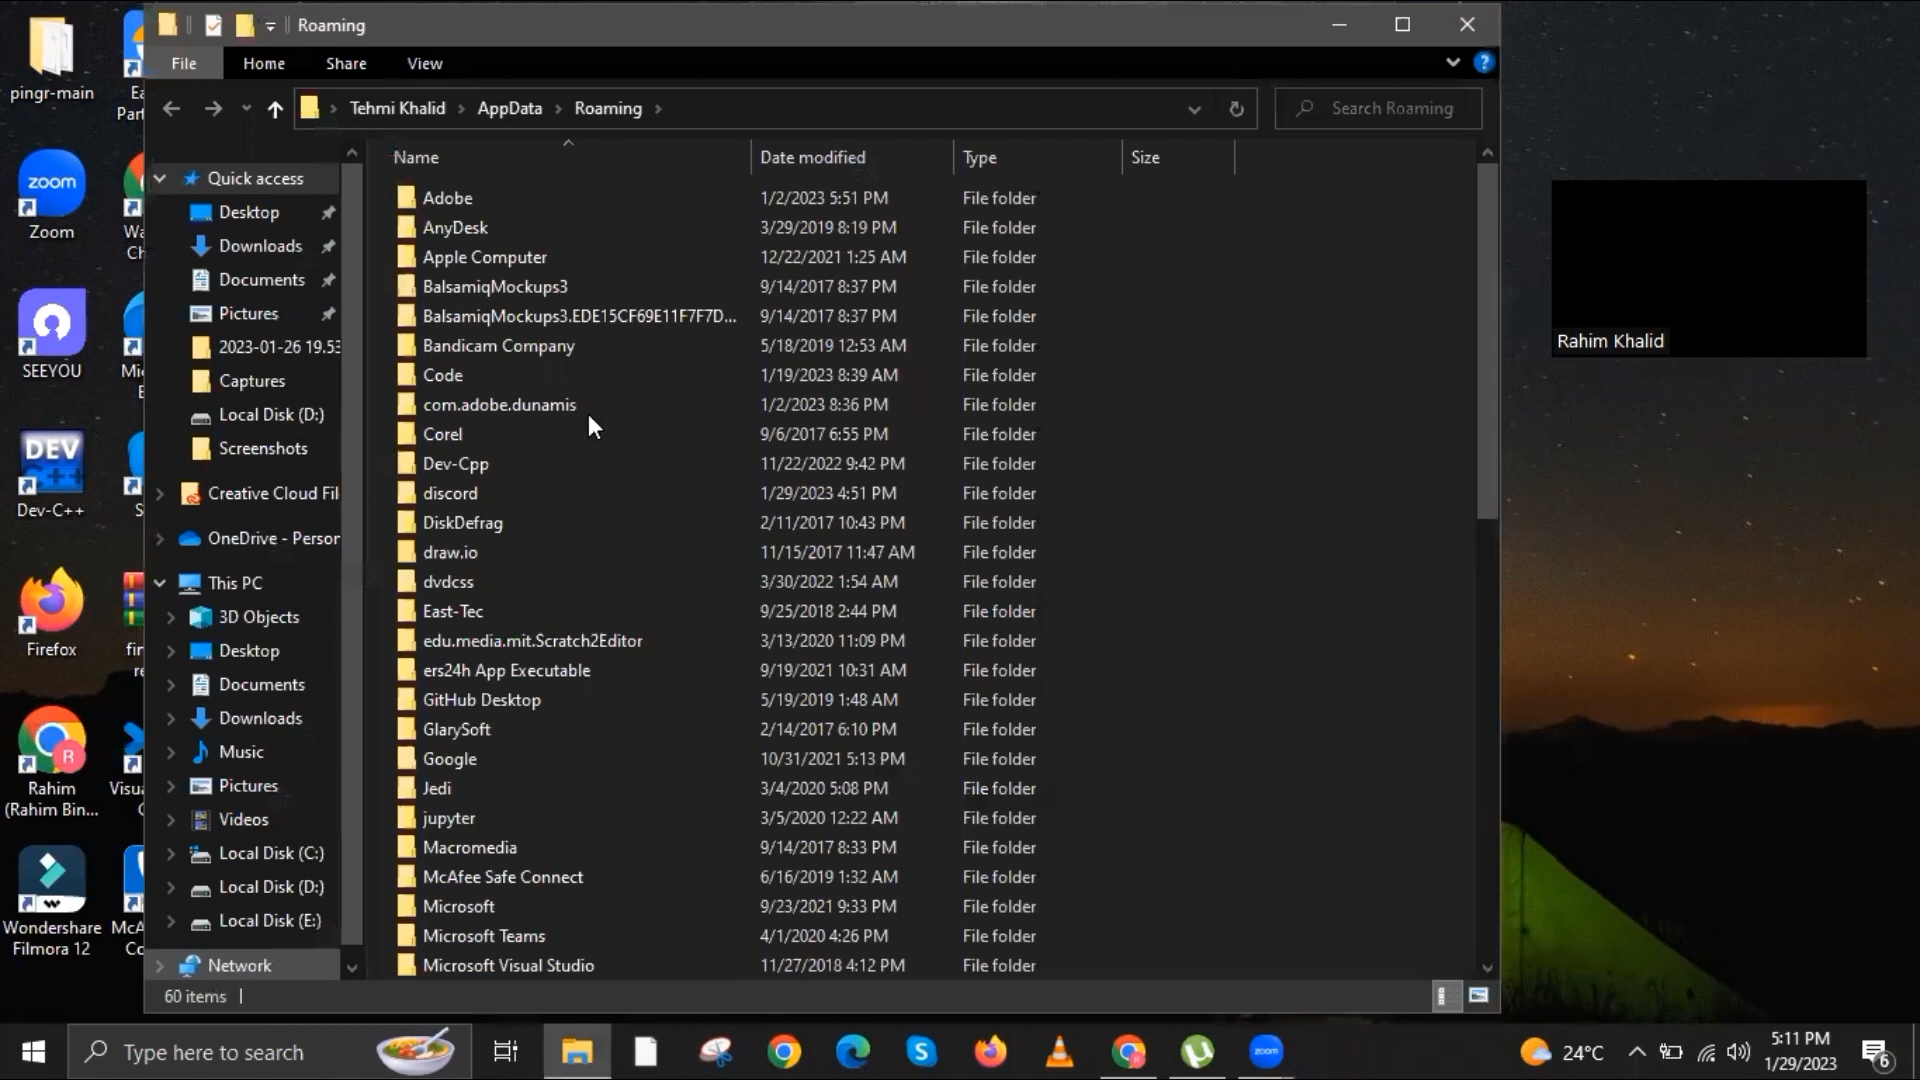 Roaming
File
Home
Share
View
?
Tehmi Khalid
AppData
Roaming
Search Roaming
Name
Date modified
Type
Size
Quick access
Desktop
Downloads
Documents
Pictures
2023-01-26 19.53
Captures
Local Disk (D:)
Screenshots
Creative Cloud Fil
OneDrive - Person
This PC
3D Objects
Desktop
Documents
Downloads
Music
Pictures
Videos
Local Disk (C:)
Local Disk (D:)
Local Disk (E:)
Network
Adobe 1/2/2023 5:51 PM File folder
AnyDesk 3/29/2019 8:19 PM File folder
Apple Computer 12/22/2021 1:25 AM File folder
BalsamiqMockups3 9/14/2017 8:37 PM File folder
BalsamiqMockups3.EDE15CF69E11F7F7D... 9/14/2017 8:37 PM File folder
Bandicam Company 5/18/2019 12:53 AM File folder
Code 1/19/2023 8:39 AM File folder
com.adobe.dunamis 1/2/2023 8:36 PM File folder
Corel 9/6/2017 6:55 PM File folder
Dev-Cpp 11/22/2022 9:42 PM File folder
discord 1/29/2023 4:51 PM File folder
DiskDefrag 2/11/2017 10:43 PM File folder
draw.io 11/15/2017 11:47 AM File folder
dvdcss 3/30/2022 1:54 AM File folder
East-Tec 9/25/2018 2:44 PM File folder
edu.media.mit.Scratch2Editor 3/13/2020 11:09 PM File folder
ers24h App Executable 9/19/2021 10:31 AM File folder
GitHub Desktop 5/19/2019 1:48 AM File folder
GlarySoft 2/14/2017 6:10 PM File folder
Google 10/31/2021 5:13 PM File folder
Jedi 3/4/2020 5:08 PM File folder
jupyter 3/5/2020 12:22 AM File folder
Macromedia 9/14/2017 8:33 PM File folder
McAfee Safe Connect 6/16/2019 1:32 AM File folder
Microsoft 9/23/2021 9:33 PM File folder
Microsoft Teams 4/1/2020 4:26 PM File folder
Microsoft Visual Studio 11/27/2018 4:12 PM File folder
60 items
pingr-main
zoom
Zoom
SEEYOU
DEV
C++
Dev-C++
Firefox
R
Rahim
(Rahim Bin...
Wondershare
Filmora 12
Ea
Part
Wa
Ch
Mi
E
S
fir
re
Visua
C
McA
Co
Rahim Khalid
Type here to search
S
zoom
24°C
5:11 PM
1/29/2023
6